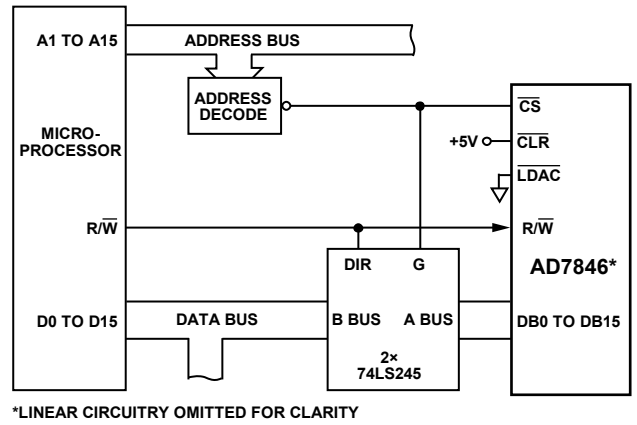 A1 TO A15
ADDRESS BUS
ADDRESS
DECODE
MICRO-
PROCESSOR
CS
+5V
CLR
LDAC
R/W
R/W
DIR
G
AD7846*
D0 TO D15
DATA BUS
B BUS
A BUS
DB0 TO DB15
2×
74LS245
*LINEAR CIRCUITRY OMITTED FOR CLARITY